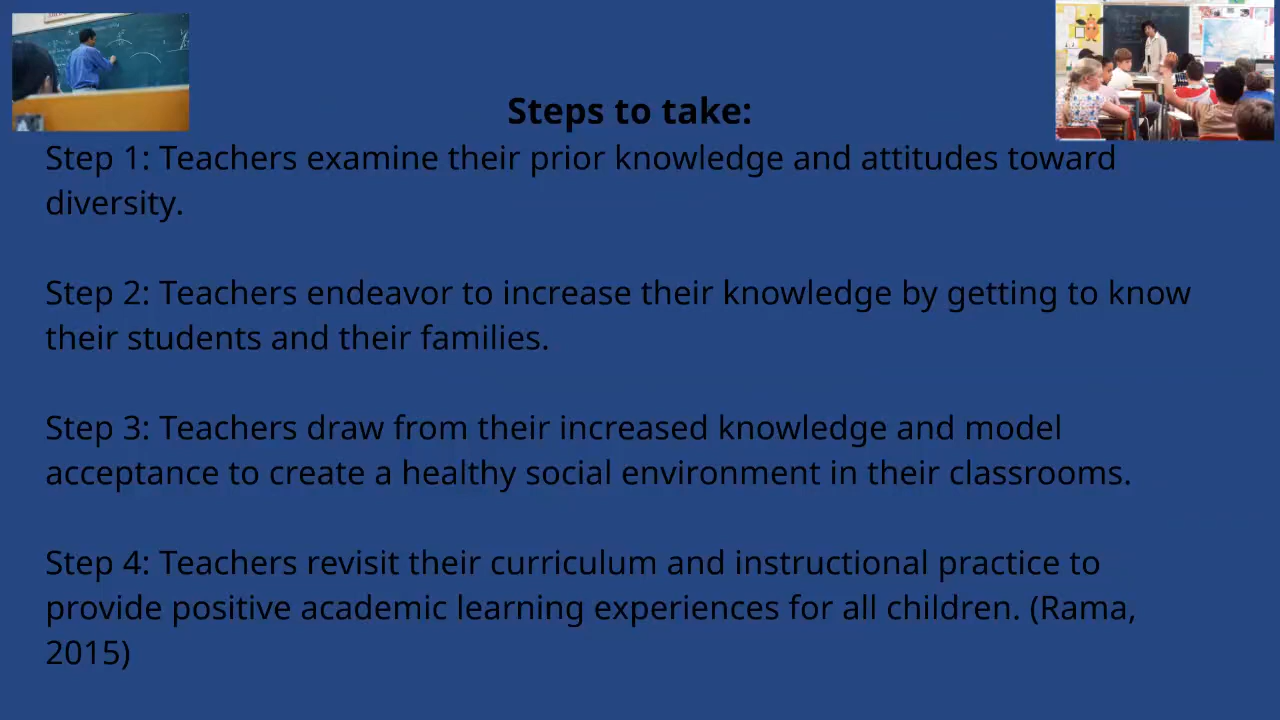 Steps to take:
Step 1: Teachers examine their prior knowledge and attitudes toward
diversity.
Step 2: Teachers endeavor to increase their knowledge by getting to know
their students and their families.
Step 3: Teachers draw from their increased knowledge and model
acceptance to create a healthy social environment in their classrooms.
Step 4: Teachers revisit their curriculum and instructional practice to
provide positive academic learning experiences for all children. (Rama,
2015)